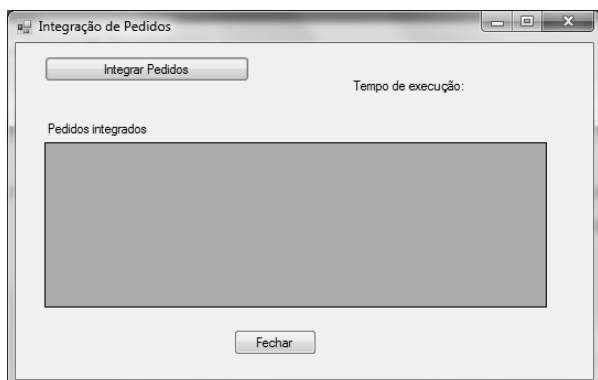 Integração de Pedidos
Integrar Pedidos
Tempo de execução:
Pedidos integrados
Fechar